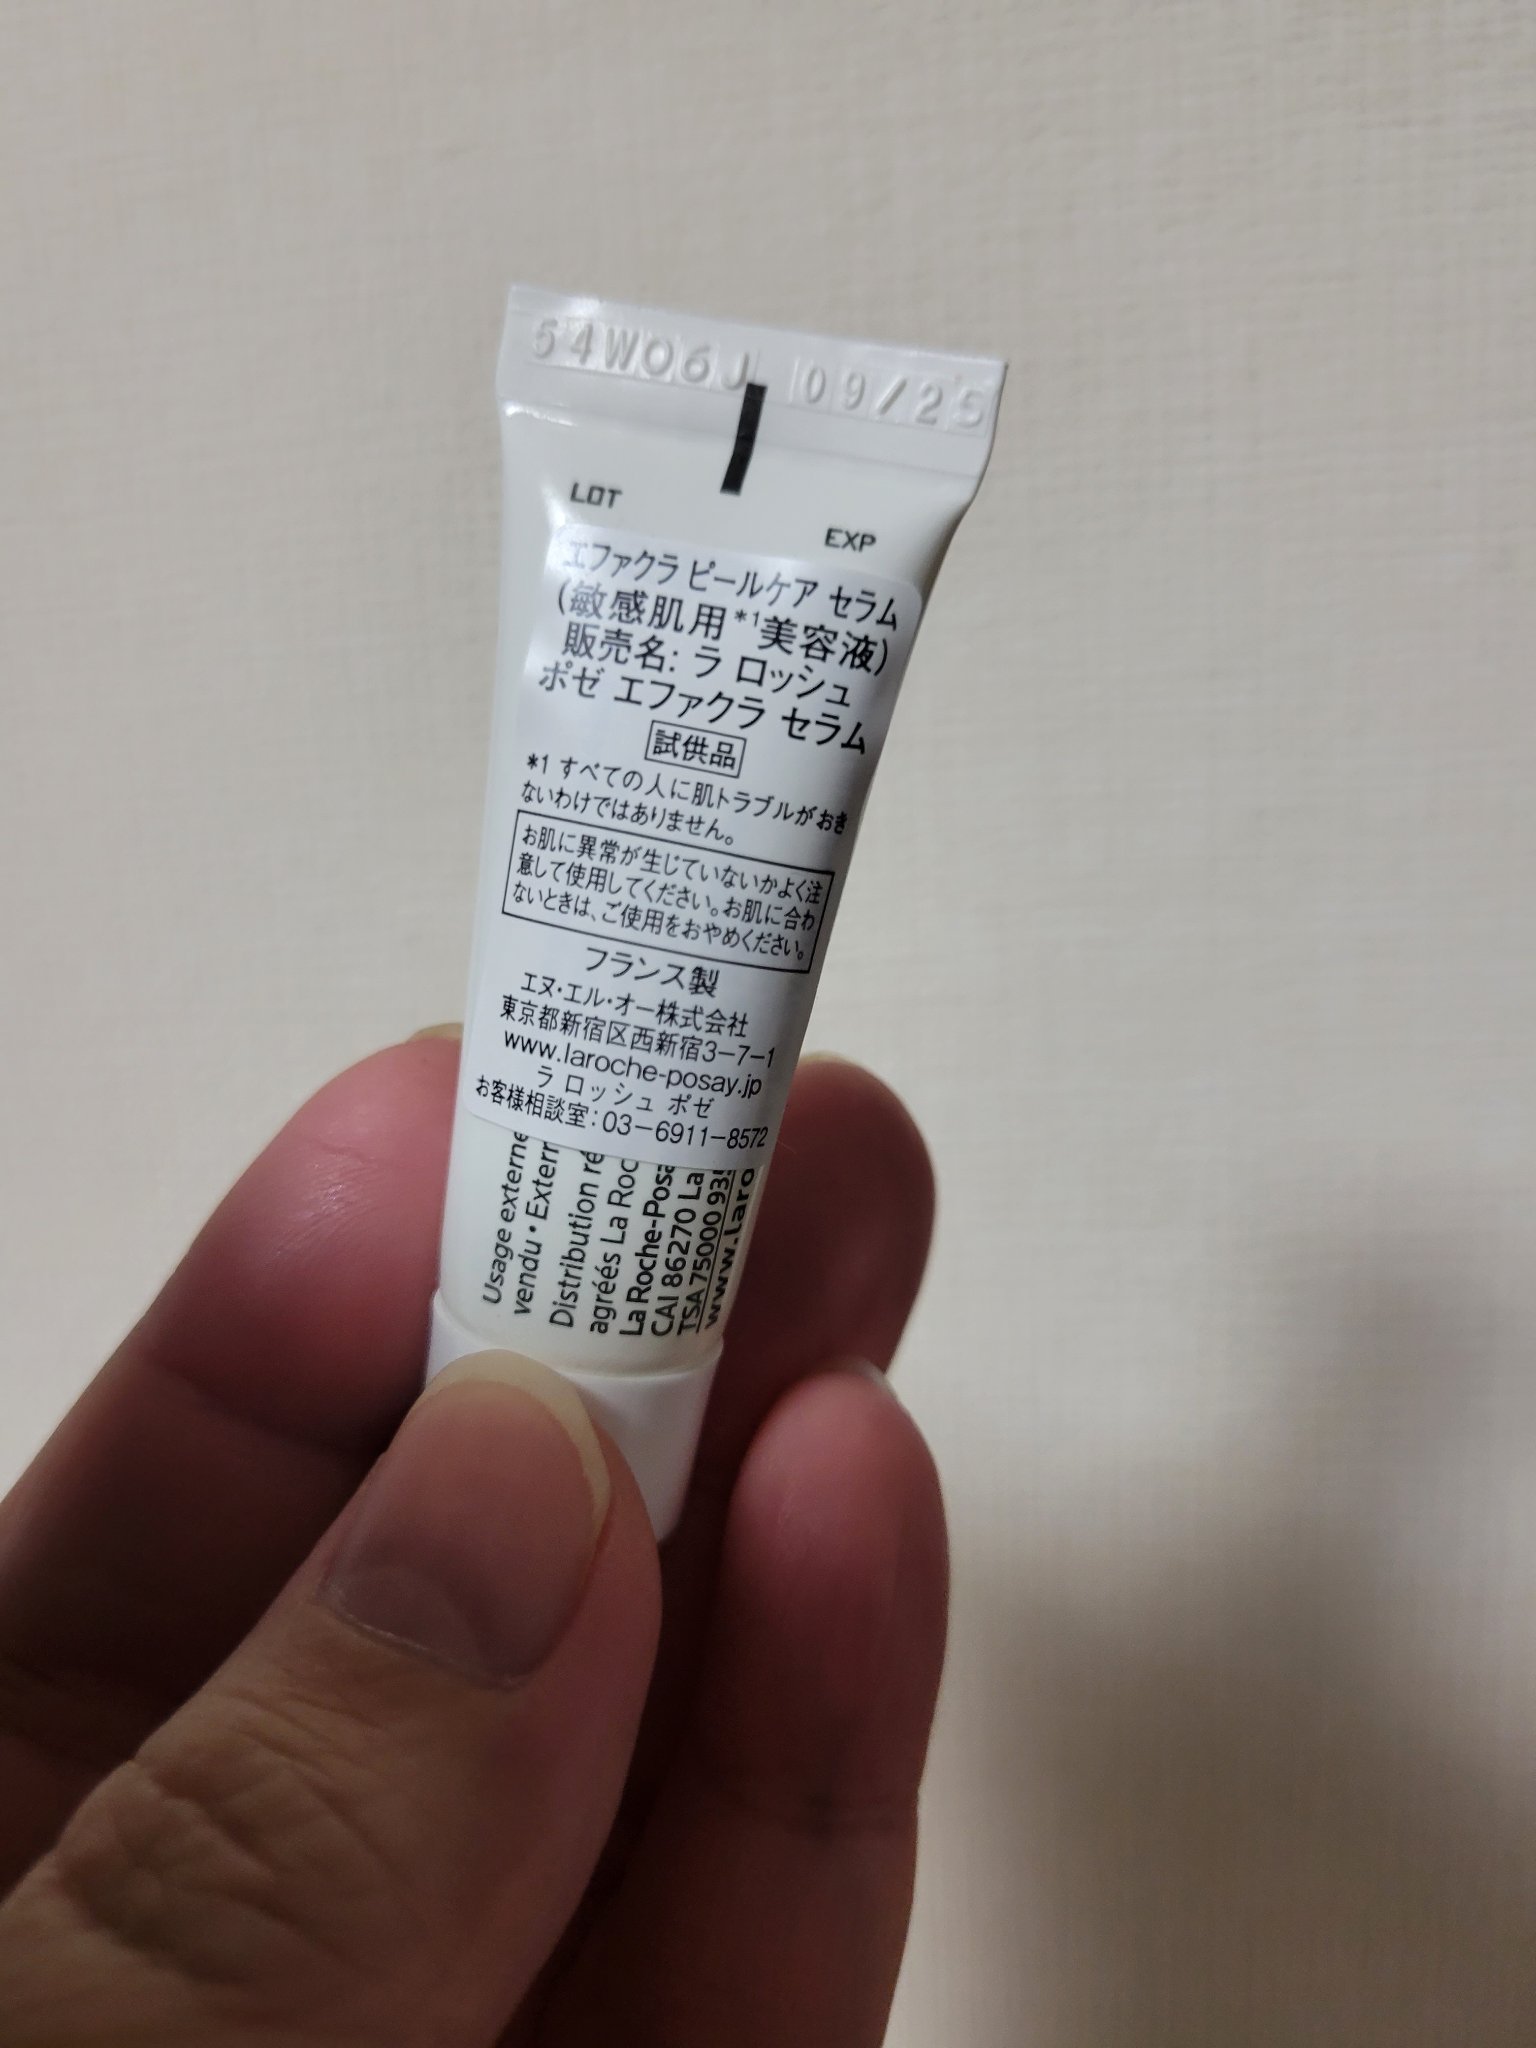 54W06J 09/25
LOT
EXP
エファクラ ピールケア セラム
(敏感肌用*1美容液)
販売名: ラ ロッシュ
ポゼ エファクラ セラム
試供品
*1 すべての人に肌トラブルがおき
ないわけではありません。
お肌に異常が生じていないかよく注
意して使用してください。お肌に合わ
ないときは、ご使用をおやめください。
フランス製
エヌ・エル・オー株式会社
東京都新宿区西新宿3-7-1
www.laroche-posay.jp
ラ ロッシュ ポゼ
お客様相談室:03-6911-8572
Usage externe
vendu • Extern
Distribution ré
agréés La Roc
La Roche-Posa
CAI 86270 La
TSA 75000 93
www.laro